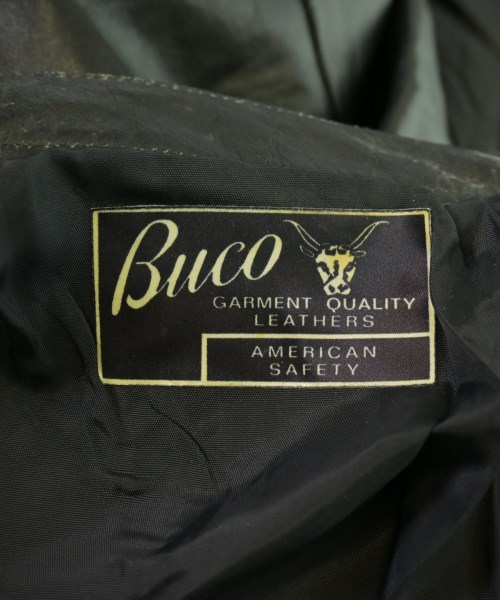 Buco
GARMENT QUALITY
LEATHERS
AMERICAN
SAFETY